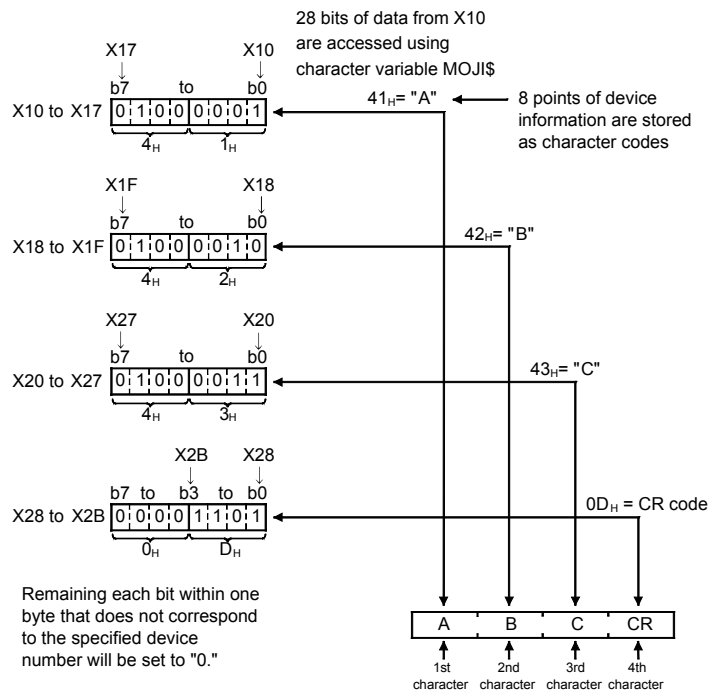 28 bits of data from X10
are accessed using
character variable MOJI$
X17 X10
b7 to b0
X10 to X17 0 1 0 0 0 0 0 1
4H 1H
41H= "A"
8 points of device
information are stored
as character codes
X1F X18
b7 to b0
X18 to X1F 0 1 0 0 0 0 1 0
4H 2H
42H= "B"
X27 X20
b7 to b0
X20 to X27 0 1 0 0 0 0 1 1
4H 3H
43H= "C"
X2B X28
b7 to b3 to b0
X28 to X2B 0 0 0 0 1 1 0 1
0H DH
0DH = CR code
Remaining each bit within one
byte that does not correspond
to the specified device
number will be set to "0."
A B C CR
1st 2nd 3rd 4th
character character character character